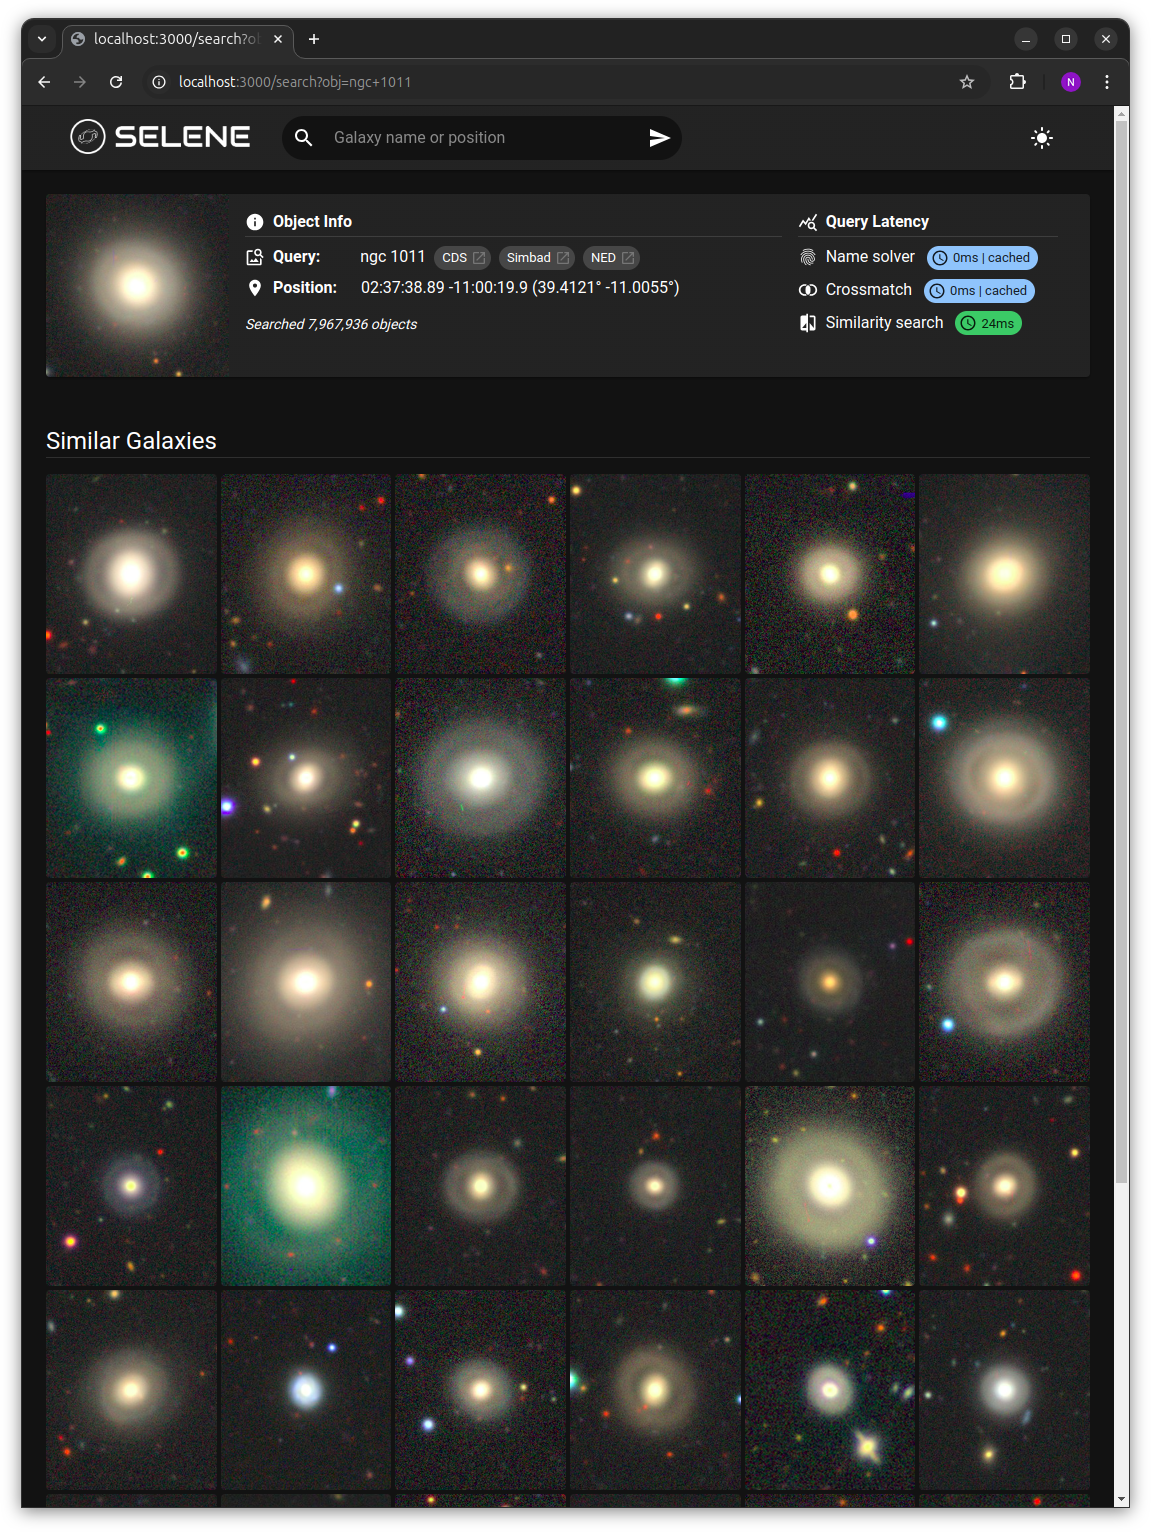 localhost:3000/search?ob
localhost:3000/search?obj=ngc+1011
N
SELENE
Galaxy name or position
Object Info
Query: ngc 1011 CDS Simbad NED
Position: 02:37:38.89 -11:00:19.9 (39.4121° -11.0055°)
Searched 7,967,936 objects
Query Latency
Name solver 0ms | cached
Crossmatch 0ms | cached
Similarity search 24ms
Similar Galaxies